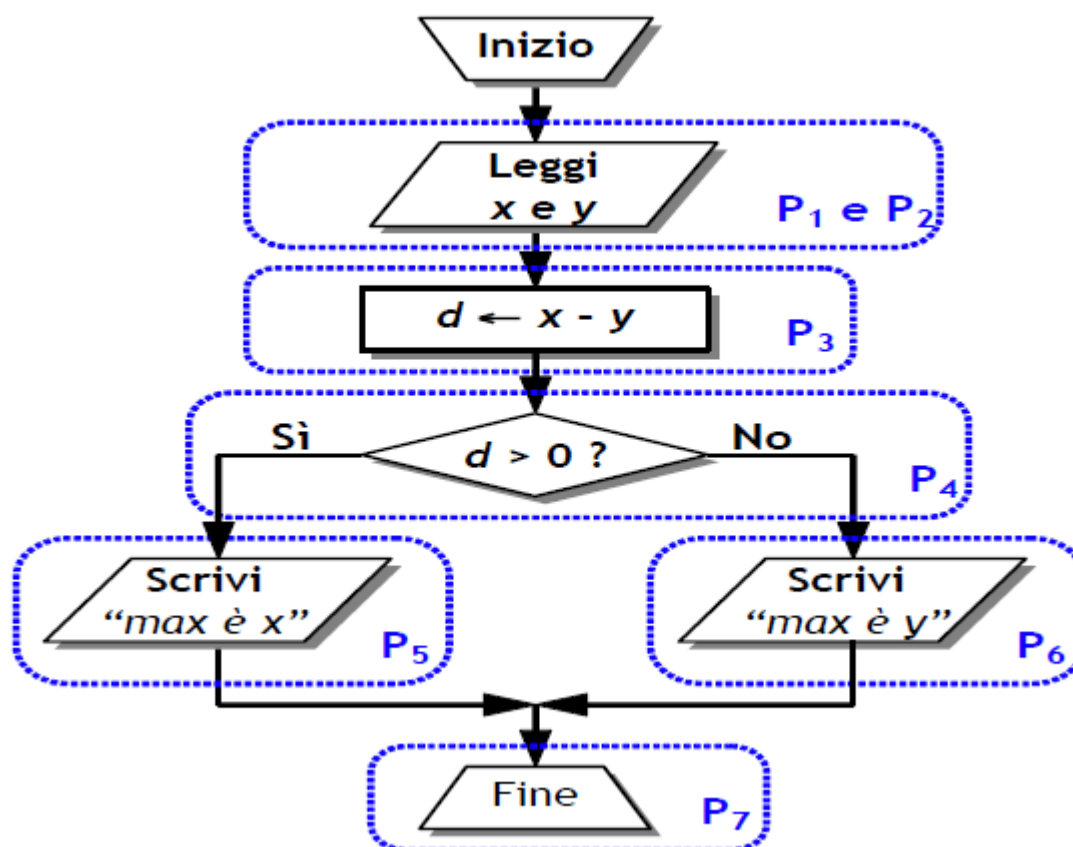 Inizio
Leggi
x e y
P₁ e P₂
d ← x - y
P₃
Sì
d > 0 ?
No
P₄
Scrivi
“max è x”
P₅
Scrivi
“max è y”
P₆
Fine
P₇